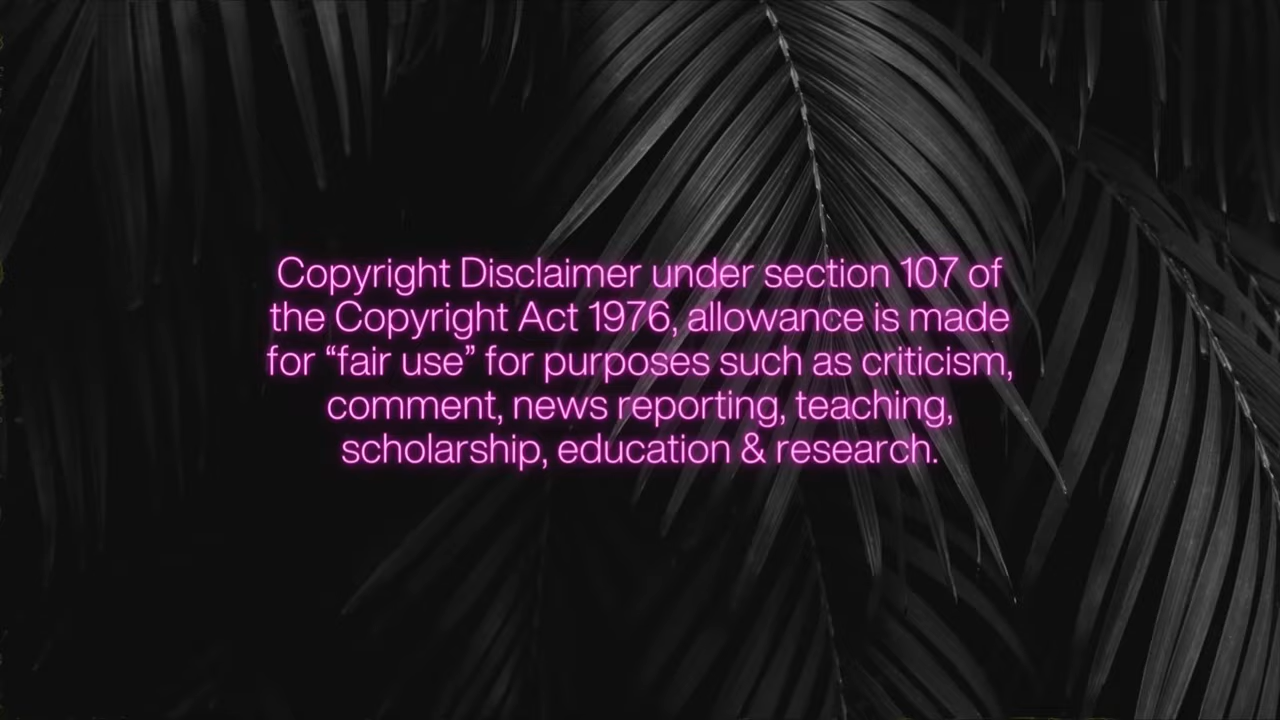 Copyright Disclaimer under section 107 of
the Copyright Act 1976, allowance is made
for “fair use” for purposes such as criticism,
comment, news reporting, teaching,
scholarship, education & research.